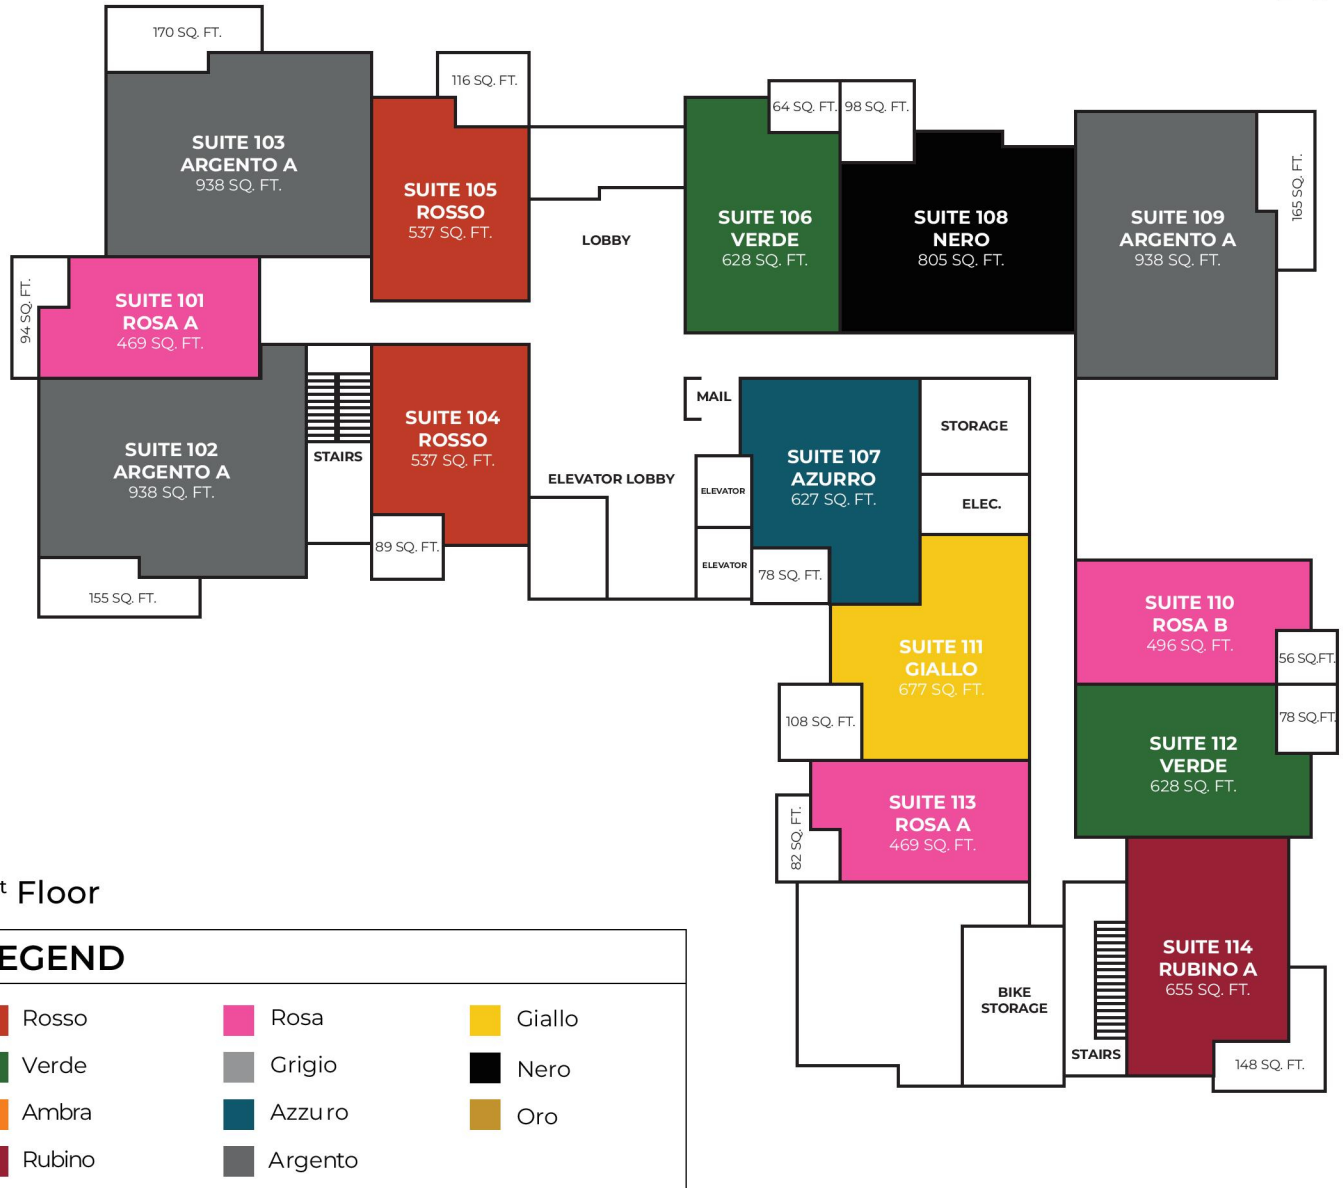 170 SQ. FT.
116 SQ. FT.
64 SQ. FT.
98 SQ. FT.
SUITE 103
ARGENTO A
938 SQ. FT.
SUITE 105
ROSSO
537 SQ. FT.
LOBBY
SUITE 106
VERDE
628 SQ. FT.
SUITE 108
NERO
805 SQ. FT.
SUITE 109
ARGENTO A
938 SQ. FT.
165 SQ. FT.
94 SQ. FT.
SUITE 101
ROSA A
469 SQ. FT.
SUITE 102
ARGENTO A
938 SQ. FT.
155 SQ. FT.
STAIRS
SUITE 104
ROSSO
537 SQ. FT.
89 SQ. FT.
ELEVATOR LOBBY
MAIL
ELEVATOR
ELEVATOR
SUITE 107
AZURRO
627 SQ. FT.
78 SQ. FT.
STORAGE
ELEC.
SUITE 111
GIALLO
677 SQ. FT.
108 SQ. FT.
SUITE 110
ROSA B
496 SQ. FT.
56 SQ.FT.
SUITE 112
VERDE
628 SQ. FT.
78 SQ.FT.
SUITE 113
ROSA A
469 SQ. FT.
82 SQ. FT.
BIKE
STORAGE
STAIRS
SUITE 114
RUBINO A
655 SQ. FT.
148 SQ. FT.
t Floor
EGEND
Rosso
Rosa
Giallo
Verde
Grigio
Nero
Ambra
Azzuro
Oro
Rubino
Argento